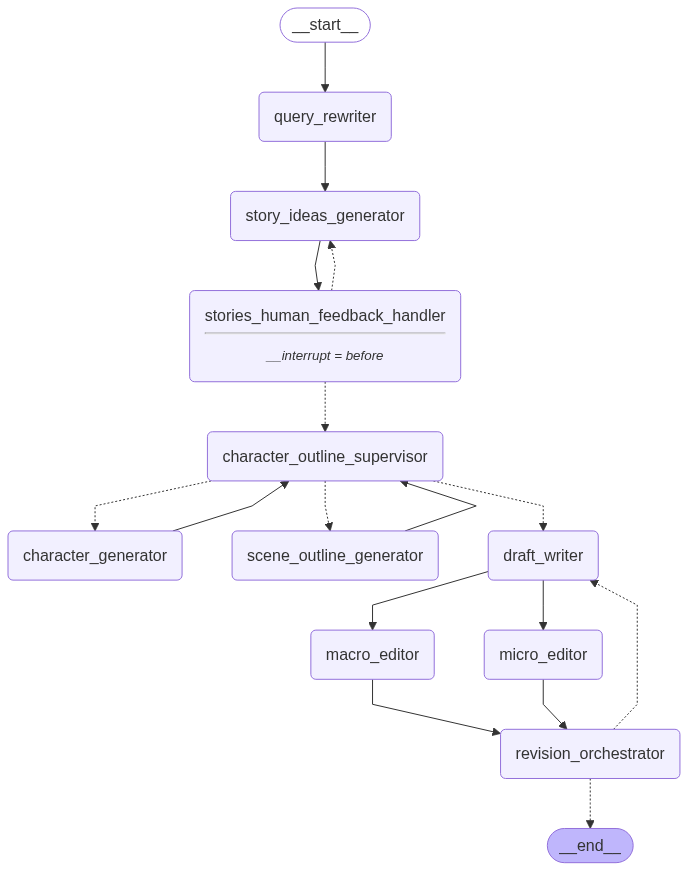 __start__
query_rewriter
story_ideas_generator
stories_human_feedback_handler
__interrupt = before
character_outline_supervisor
character_generator
scene_outline_generator
draft_writer
macro_editor
micro_editor
revision_orchestrator
__end__